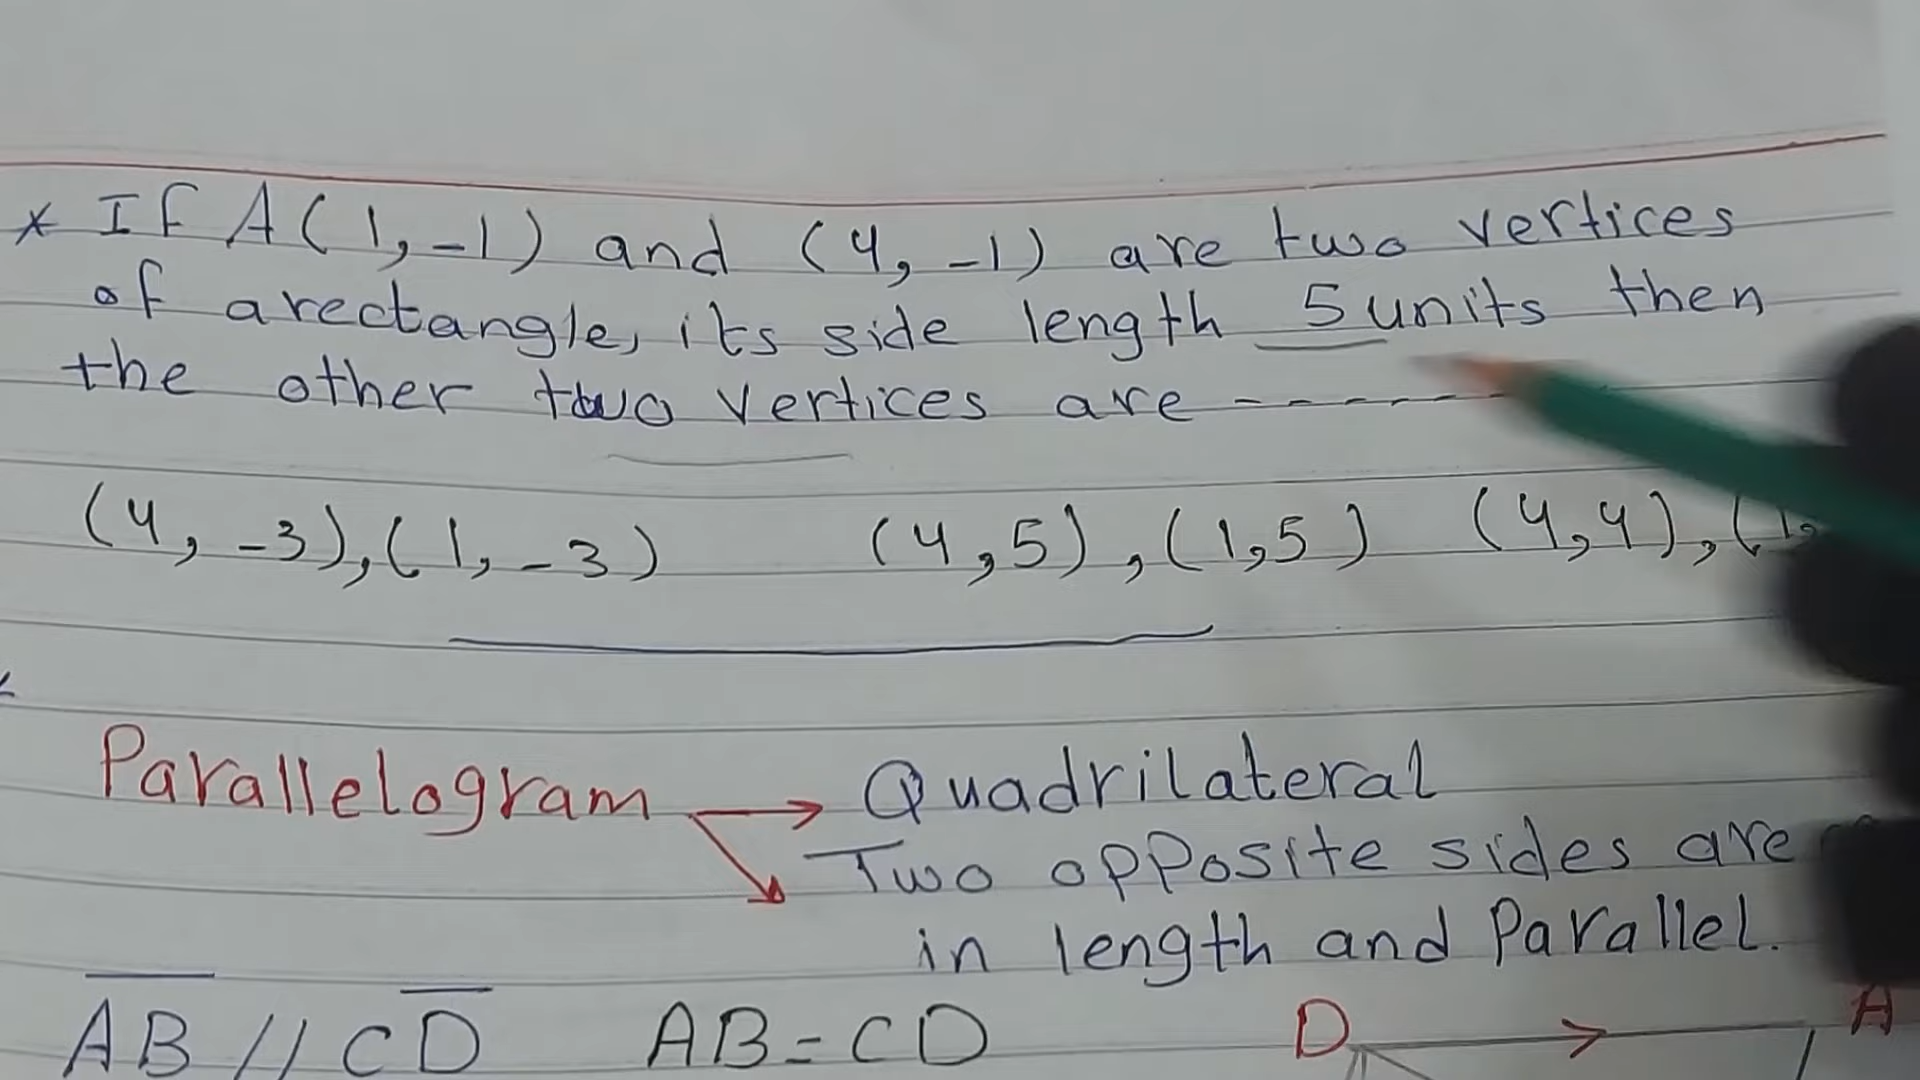 * If A(1,-1) and (4,-1) are two vertices
of arectangle, its side length 5 units then
the other two vertices are ------
(4,-3),(1,-3) (4,5),(1,5) (4,4),(1,
Parallelogram → Quadrilateral
Two opposite sides are
in length and parallel.
AB // CD AB = CD D A